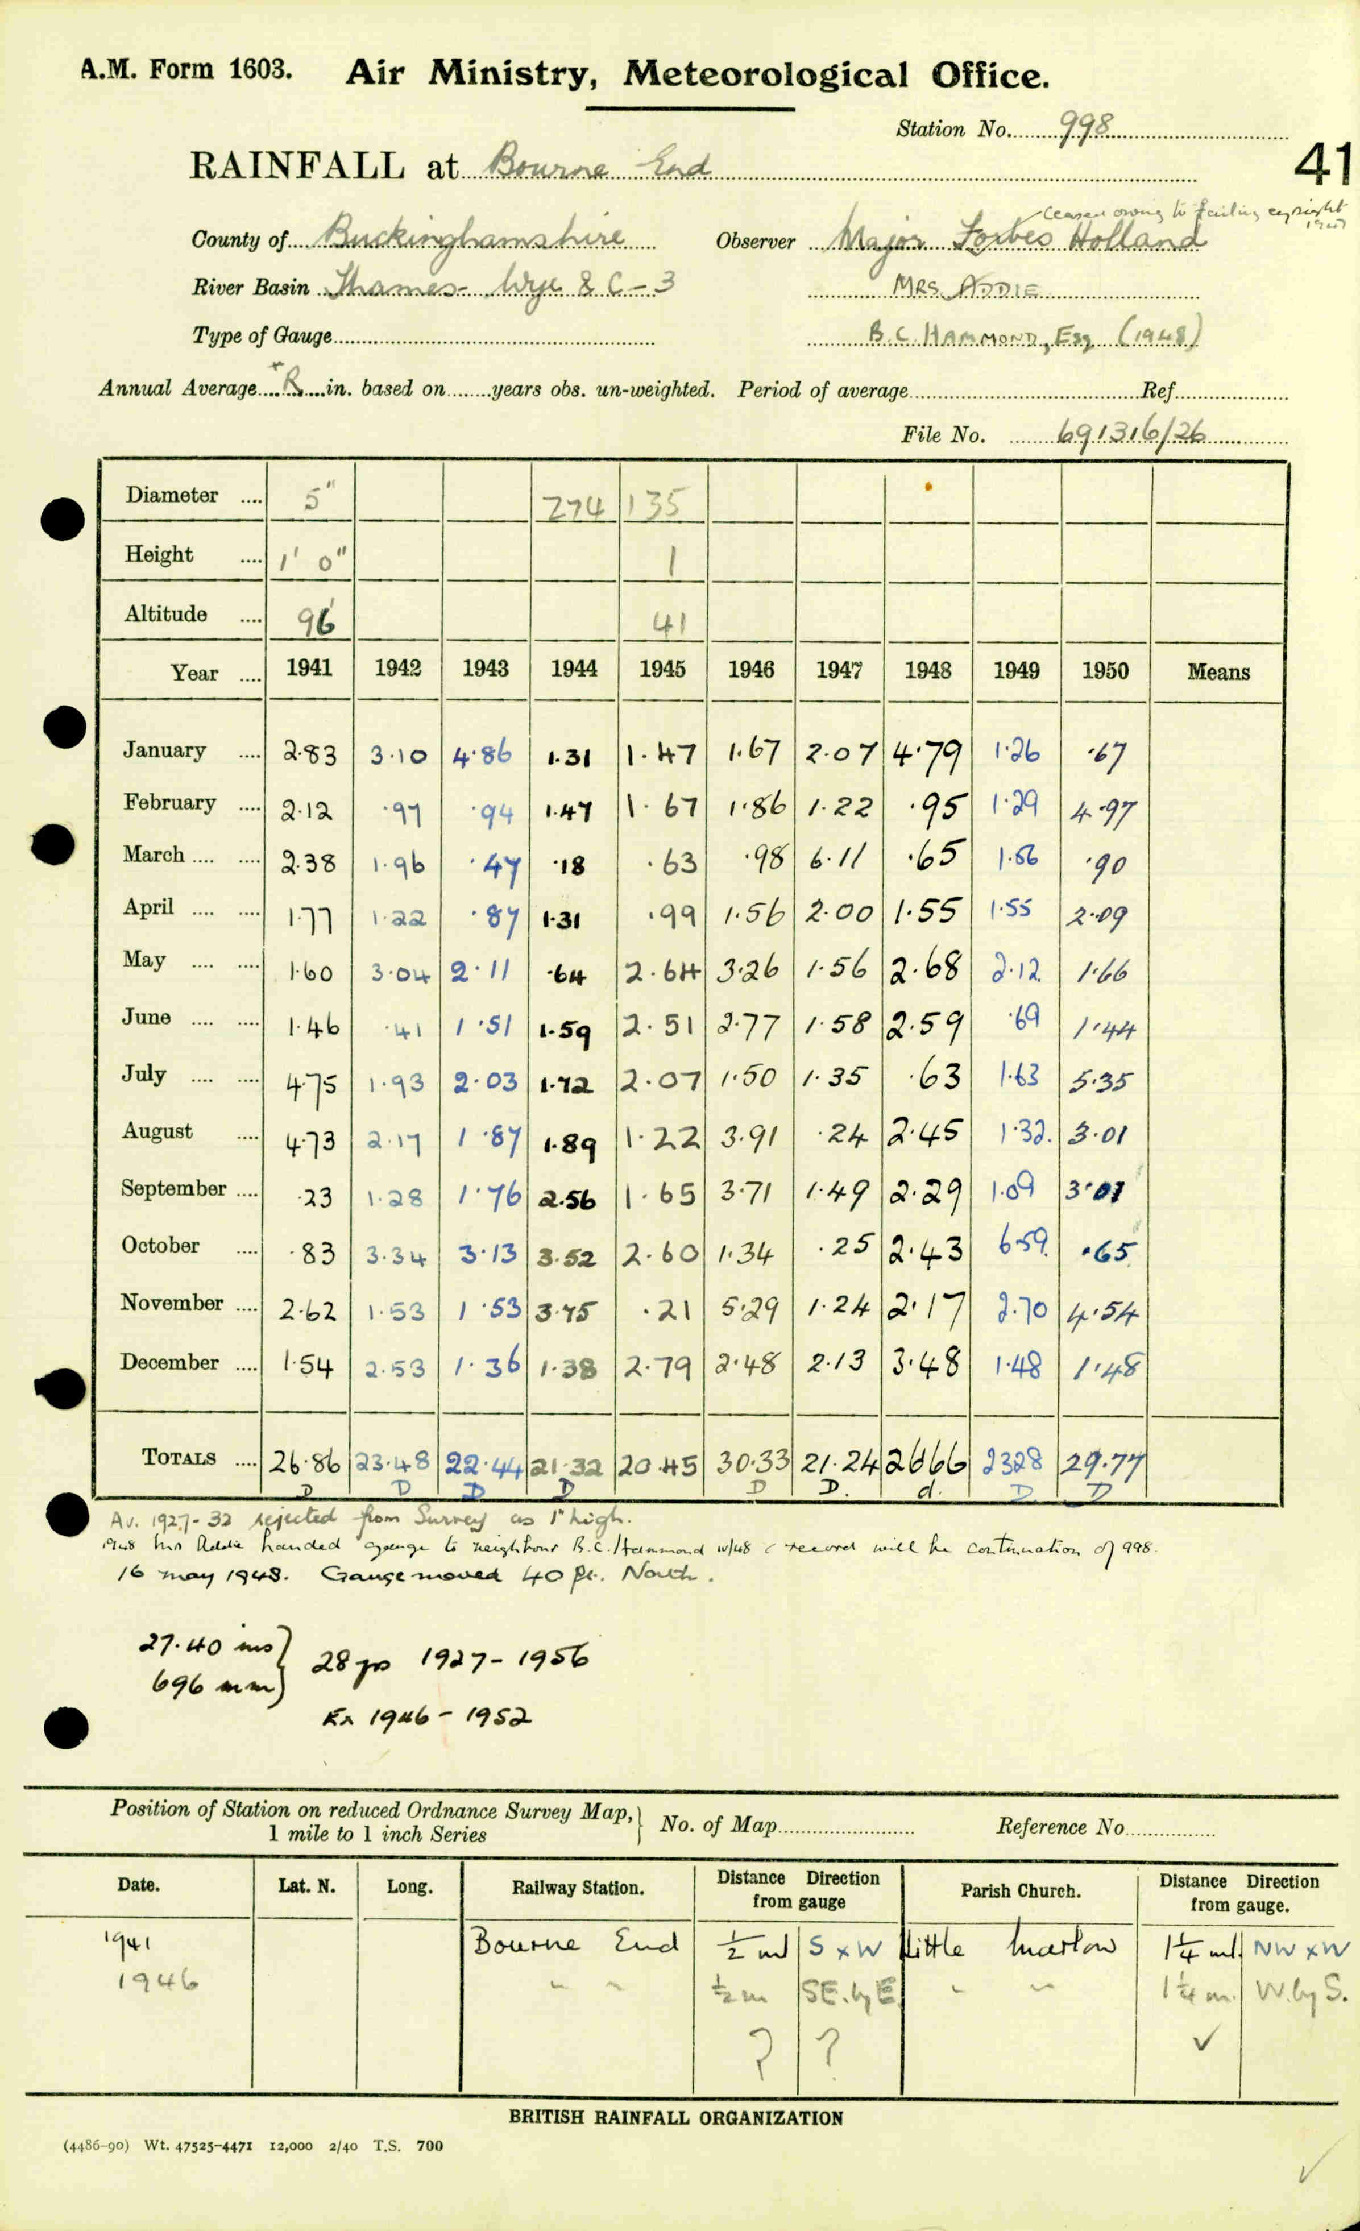 A.M. Form 1603. Air Ministry, Meteorological Office.
Station No. 998
41
RAINFALL at Bourne End
ceased owing to failing eyesight
County of Buckinghamshire Observer Major Forbes Holland
River Basin Thames - Wye & C - 3 MRS ADDIE
Type of Gauge B.C. HAMMOND, Esq (1948)
Annual Average R in. based on years obs. un-weighted. Period of average Ref
File No. 691316/26
Diameter 5" 274 135
Height 1' 0" 1
Altitude 96' 41
Year 1941 1942 1943 1944 1945 1946 1947 1948 1949 1950 Means
January 2.83 3.10 4.86 1.31 1.47 1.67 2.07 4.79 1.26 .67
February 2.12 .97 .94 1.47 1.67 1.86 1.22 .95 1.29 4.97
March 2.38 1.96 .47 .18 .63 .98 6.11 .65 1.56 .90
April 1.77 1.22 .87 1.31 .99 1.56 2.00 1.55 1.55 2.09
May 1.60 3.04 2.11 .64 2.64 3.26 1.56 2.68 2.12 1.66
June 1.46 .41 1.51 1.59 2.51 2.77 1.58 2.59 .69 1.44
July 4.75 1.93 2.03 1.72 2.07 1.50 1.35 .63 1.63 5.35
August 4.73 2.17 1.87 1.89 1.22 3.91 .24 2.45 1.32 3.01
September .23 1.28 1.76 2.56 1.65 3.71 1.49 2.29 1.09 3.01
October .83 3.34 3.13 3.52 2.60 1.34 .25 2.43 6.59 .65
November 2.62 1.53 1.53 3.75 .21 5.29 1.24 2.17 2.70 4.54
December 1.54 2.53 1.36 1.38 2.79 2.48 2.13 3.48 1.48 1.48
TOTALS 26.86 23.48 22.44 21.32 20.45 30.33 21.24 26.66 23.28 29.77
D D D D D D. d. D D
Av. 1927-32 rejected from Survey as 1" high.
1948 Mrs Addie handed gauge to neighbour B.C. Hammond record will be continuation of 998.
16 may 1948. Gauge moved 40 ft. North.
27.40 ins } 28 yrs 1927-1956
696 mm }
Ex 1946-1952
Position of Station on reduced Ordnance Survey Map, } No. of Map Reference No
1 mile to 1 inch Series
Date. Lat. N. Long. Railway Station. Distance Direction from gauge Parish Church. Distance Direction from gauge.
1941 Bourne End ½ ml S x W Little Marlow 1¼ ml. NW x W
1946 " " ½ m SE. by E. " " 1¼ m. W. by S.
? ? ✓
BRITISH RAINFALL ORGANIZATION
(4486-90) Wt. 47525-4471 12,000 2/40 T.S. 700
✓